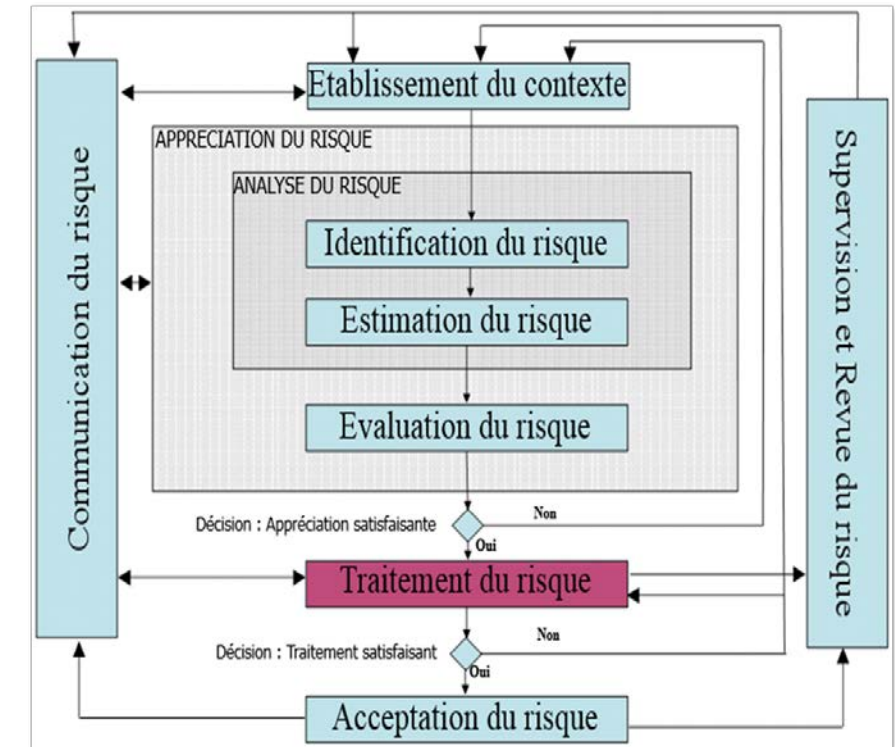 Etablissement du contexte
APPRECIATION DU RISQUE
ANALYSE DU RISQUE
Identification du risque
Estimation du risque
Evaluation du risque
Décision : Appréciation satisfaisante
Non
Oui
Traitement du risque
Non
Décision : Traitement satisfaisant
Oui
Acceptation du risque
Communication du risque
Supervision et Revue du risque